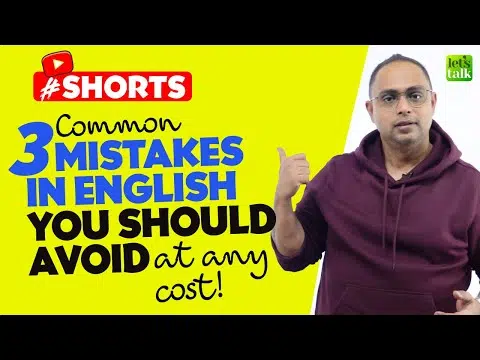 #SHORTS
Common
3 MISTAKES
IN ENGLISH
YOU SHOULD
AVOID at any
cost!
let's
talk